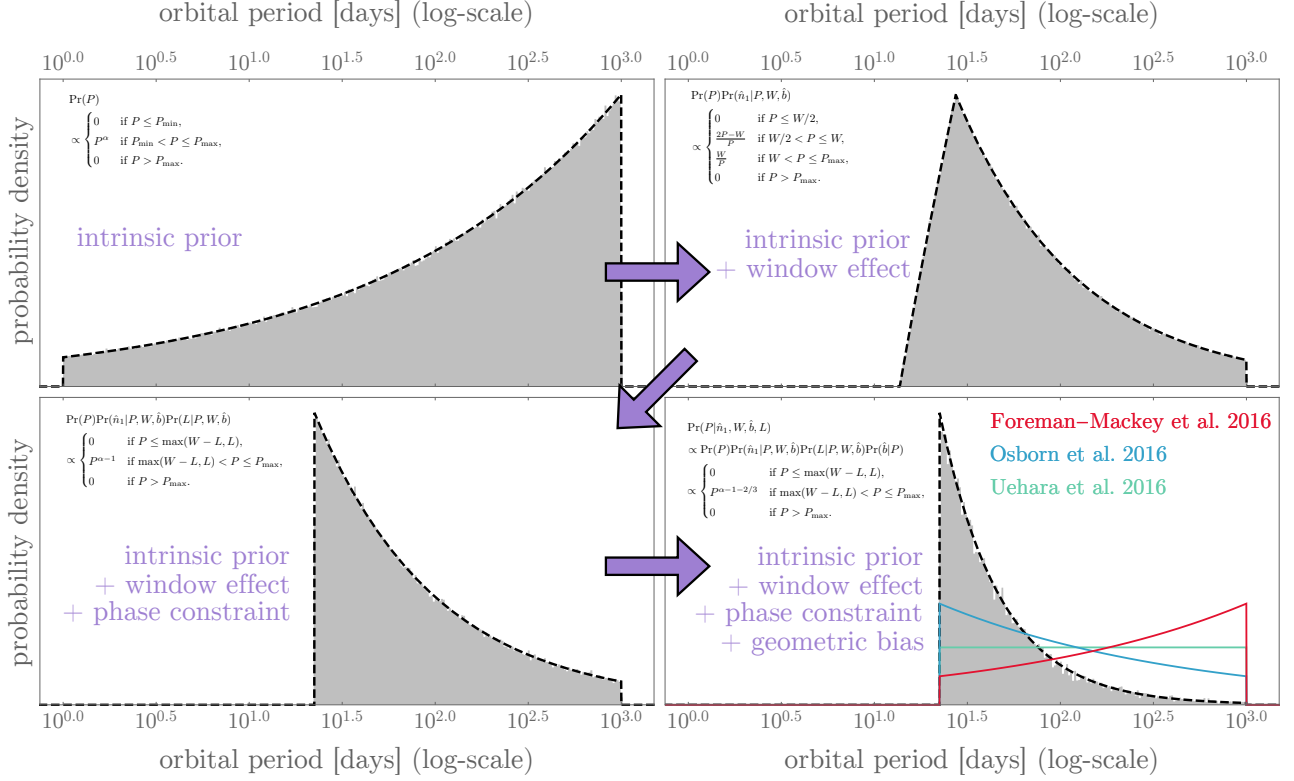 orbital period [days] (log-scale) orbital period [days] (log-scale)
10^0.0 10^0.5 10^1.0 10^1.5 10^2.0 10^2.5 10^3.0 10^0.0 10^0.5 10^1.0 10^1.5 10^2.0 10^2.5 10^3.0
probability density
Pr(P)
∝ { 0 if P ≤ P_min,
P^α if P_min < P ≤ P_max,
0 if P > P_max.
intrinsic prior
Pr(P)Pr(n̂_1|P, W, b̂)
∝ { 0 if P ≤ W/2,
(2P−W)/P if W/2 < P ≤ W,
W/P if W < P ≤ P_max,
0 if P > P_max.
intrinsic prior
+ window effect
probability density
Pr(P)Pr(n̂_1|P, W, b̂)Pr(L|P, W, b̂)
∝ { 0 if P ≤ max(W − L, L),
P^{α−1} if max(W − L, L) < P ≤ P_max,
0 if P > P_max.
intrinsic prior
+ window effect
+ phase constraint
Pr(P|n̂_1, W, b̂, L)
∝ Pr(P)Pr(n̂_1|P, W, b̂)Pr(L|P, W, b̂)Pr(b̂|P)
∝ { 0 if P ≤ max(W − L, L),
P^{α−1−2/3} if max(W − L, L) < P ≤ P_max,
0 if P > P_max.
intrinsic prior
+ window effect
+ phase constraint
+ geometric bias
Foreman−Mackey et al. 2016
Osborn et al. 2016
Uehara et al. 2016
10^0.0 10^0.5 10^1.0 10^1.5 10^2.0 10^2.5 10^3.0 10^0.0 10^0.5 10^1.0 10^1.5 10^2.0 10^2.5 10^3.0
orbital period [days] (log-scale) orbital period [days] (log-scale)